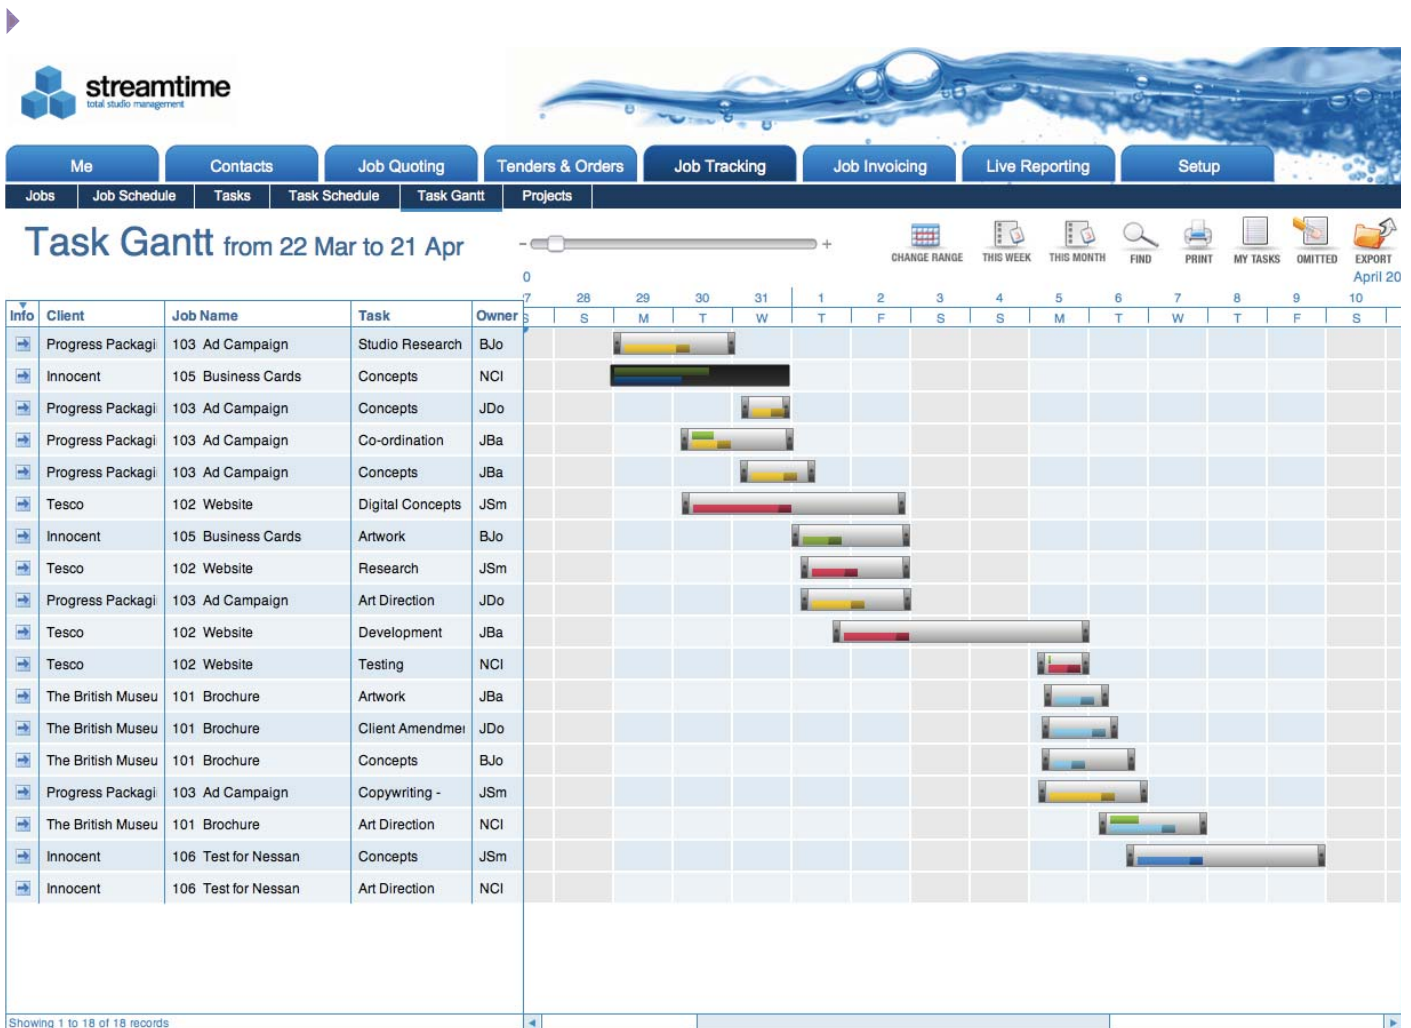 streamtime
total studio management
Me Contacts Job Quoting Tenders & Orders Job Tracking Job Invoicing Live Reporting Setup
Jobs Job Schedule Tasks Task Schedule Task Gantt Projects
Task Gantt from 22 Mar to 21 Apr
- +
CHANGE RANGE THIS WEEK THIS MONTH FIND PRINT MY TASKS OMITTED EXPORT
0 April 20
7 28 29 30 31 1 2 3 4 5 6 7 8 9 10
Info Client Job Name Task Owner S S M T W T F S S M T W T F S
Progress Packagi 103 Ad Campaign Studio Research BJo
Innocent 105 Business Cards Concepts NCI
Progress Packagi 103 Ad Campaign Concepts JDo
Progress Packagi 103 Ad Campaign Co-ordination JBa
Progress Packagi 103 Ad Campaign Concepts JBa
Tesco 102 Website Digital Concepts JSm
Innocent 105 Business Cards Artwork BJo
Tesco 102 Website Research JSm
Progress Packagi 103 Ad Campaign Art Direction JDo
Tesco 102 Website Development JBa
Tesco 102 Website Testing NCI
The British Museu 101 Brochure Artwork JBa
The British Museu 101 Brochure Client Amendmer JDo
The British Museu 101 Brochure Concepts BJo
Progress Packagi 103 Ad Campaign Copywriting - JSm
The British Museu 101 Brochure Art Direction NCI
Innocent 106 Test for Nessan Concepts JSm
Innocent 106 Test for Nessan Art Direction NCI
Showing 1 to 18 of 18 records